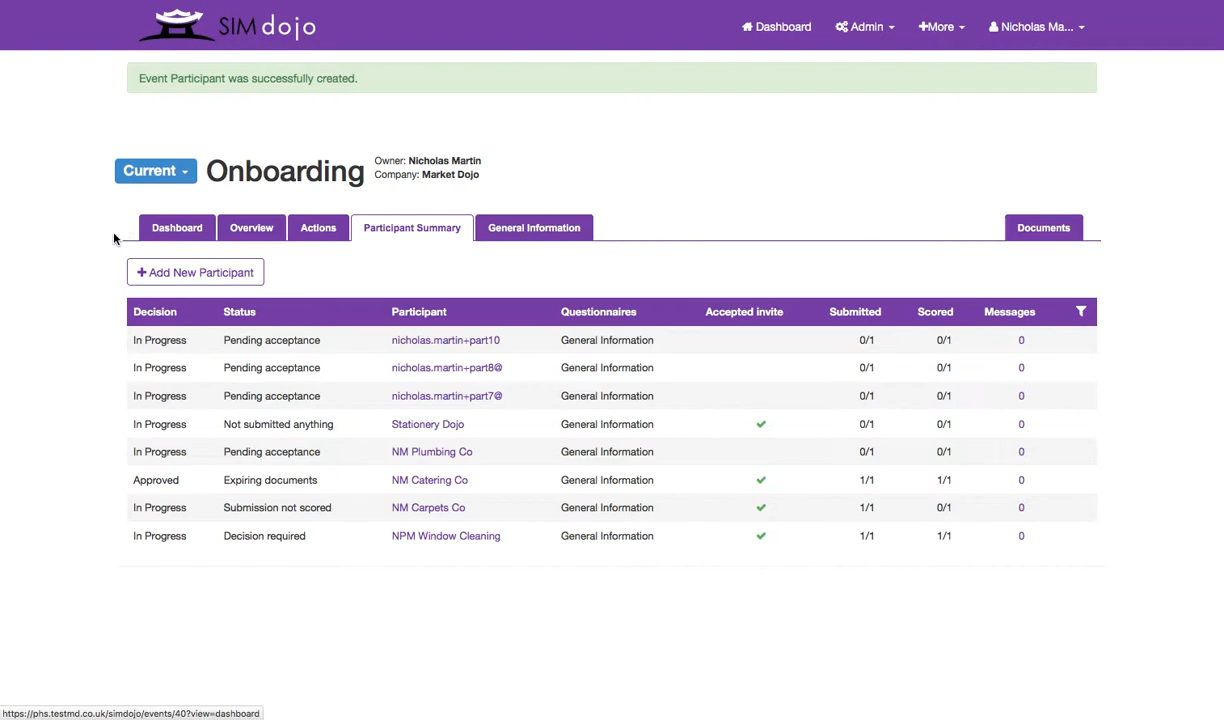 SIM dojo
Dashboard Admin More Nicholas Ma...
Event Participant was successfully created.
Current Onboarding Owner: Nicholas Martin
Company: Market Dojo
Dashboard Overview Actions Participant Summary General Information Documents
Add New Participant
Decision Status Participant Questionnaires Accepted invite Submitted Scored Messages
In Progress Pending acceptance nicholas.martin+part10 General Information 0/1 0/1 0
In Progress Pending acceptance nicholas.martin+part8@ General Information 0/1 0/1 0
In Progress Pending acceptance nicholas.martin+part7@ General Information 0/1 0/1 0
In Progress Not submitted anything Stationery Dojo General Information 0/1 0/1 0
In Progress Pending acceptance NM Plumbing Co General Information 0/1 0/1 0
Approved Expiring documents NM Catering Co General Information 1/1 1/1 0
In Progress Submission not scored NM Carpets Co General Information 1/1 0/1 0
In Progress Decision required NPM Window Cleaning General Information 1/1 1/1 0
https://phs.testmd.co.uk/simdojo/events/40?view=dashboard